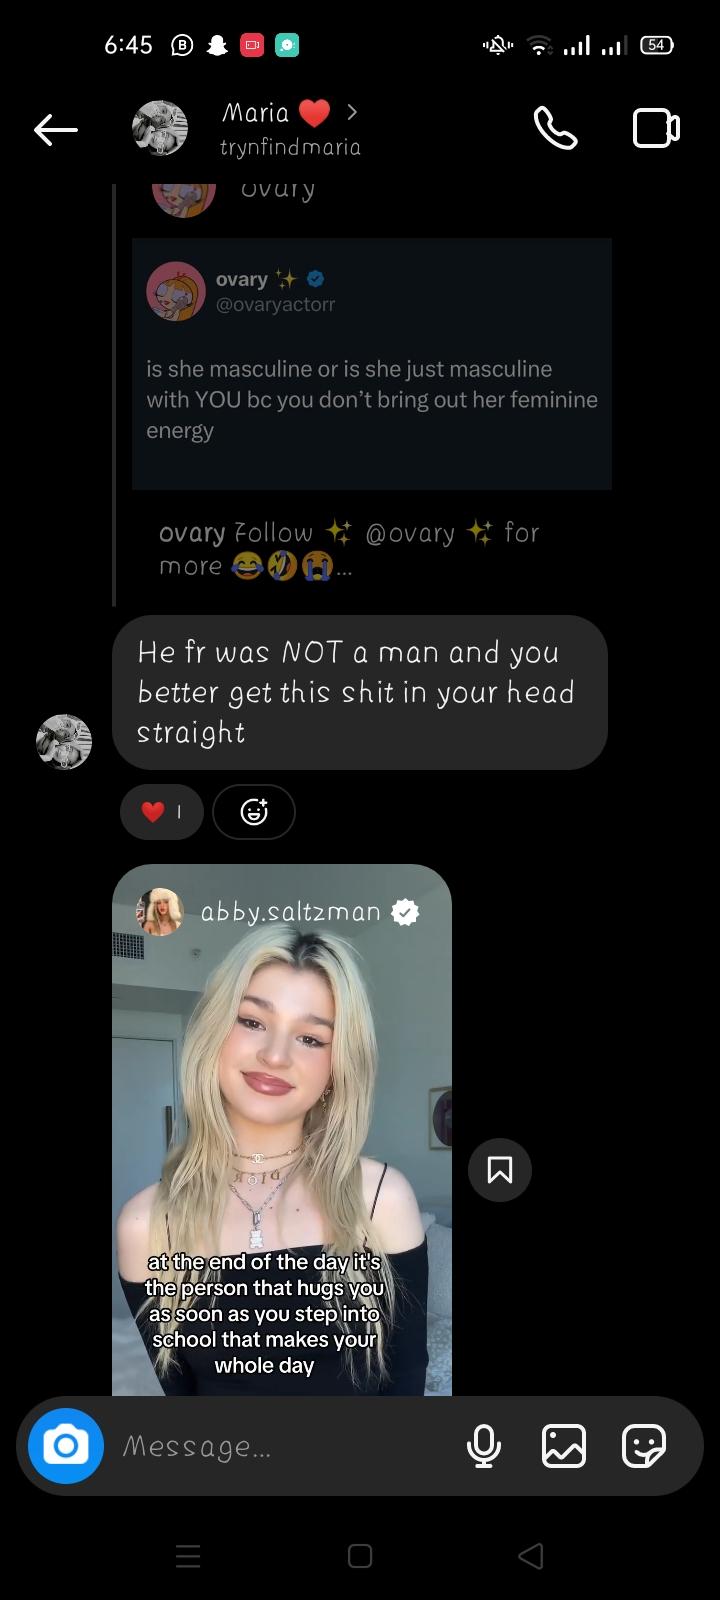 6:45
B
54
Maria ❤️ >
trynfindmaria
ovary
ovary ✨
@ovaryactorr
is she masculine or is she just masculine
with YOU bc you don't bring out her feminine
energy
ovary Follow ✨ @ovary ✨ for
more 😂🤣😭...
He fr was NOT a man and you
better get this shit in your head
straight
❤️ 1
abby.saltzman
at the end of the day it's
the person that hugs you
as soon as you step into
school that makes your
whole day
Message...